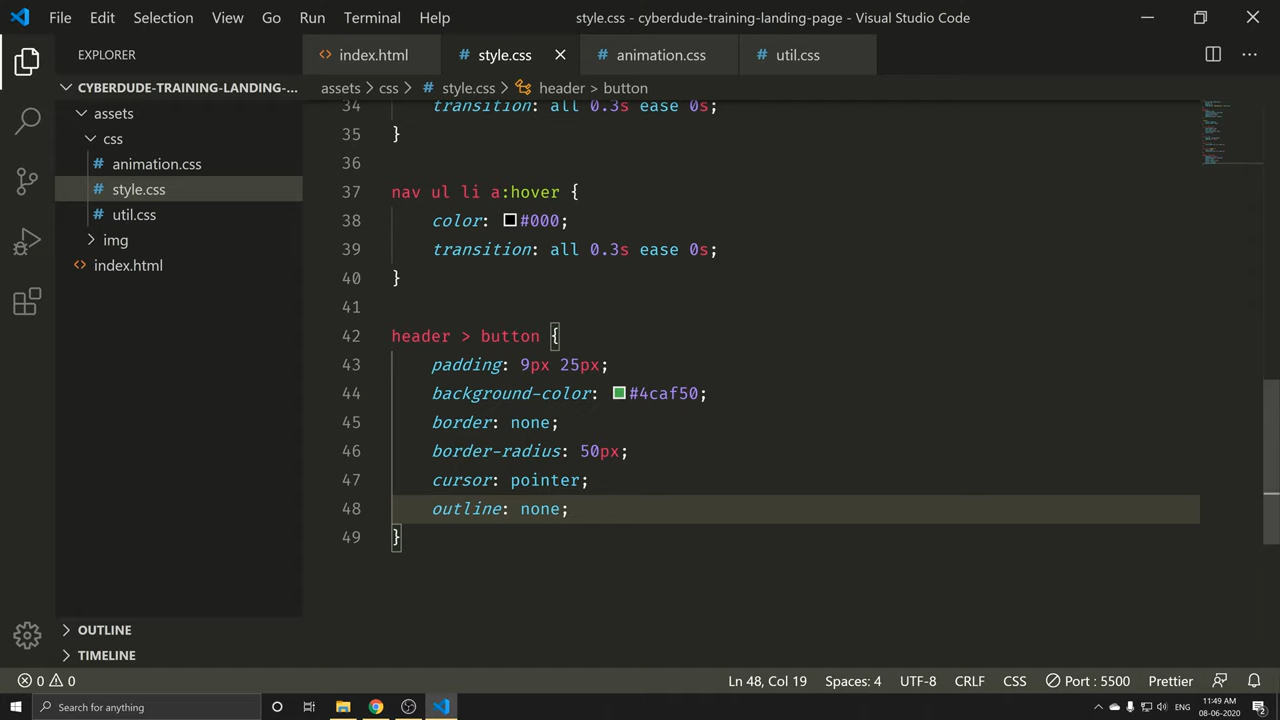 File Edit Selection View Go Run Terminal Help style.css - cyberdude-training-landing-page - Visual Studio Code
EXPLORER
index.html
# style.css
# animation.css
# util.css
CYBERDUDE-TRAINING-LANDING-...
assets > css > # style.css > header > button
assets
css
# animation.css
# style.css
# util.css
img
index.html
34 transition: all 0.3s ease 0s;
35 }
36
37 nav ul li a:hover {
38 color: #000;
39 transition: all 0.3s ease 0s;
40 }
41
42 header > button {
43 padding: 9px 25px;
44 background-color: #4caf50;
45 border: none;
46 border-radius: 50px;
47 cursor: pointer;
48 outline: none;
49 }
OUTLINE
TIMELINE
0 0 Ln 48, Col 19 Spaces: 4 UTF-8 CRLF CSS Port : 5500 Prettier
Search for anything
ENG
11:49 AM
08-06-2020
2